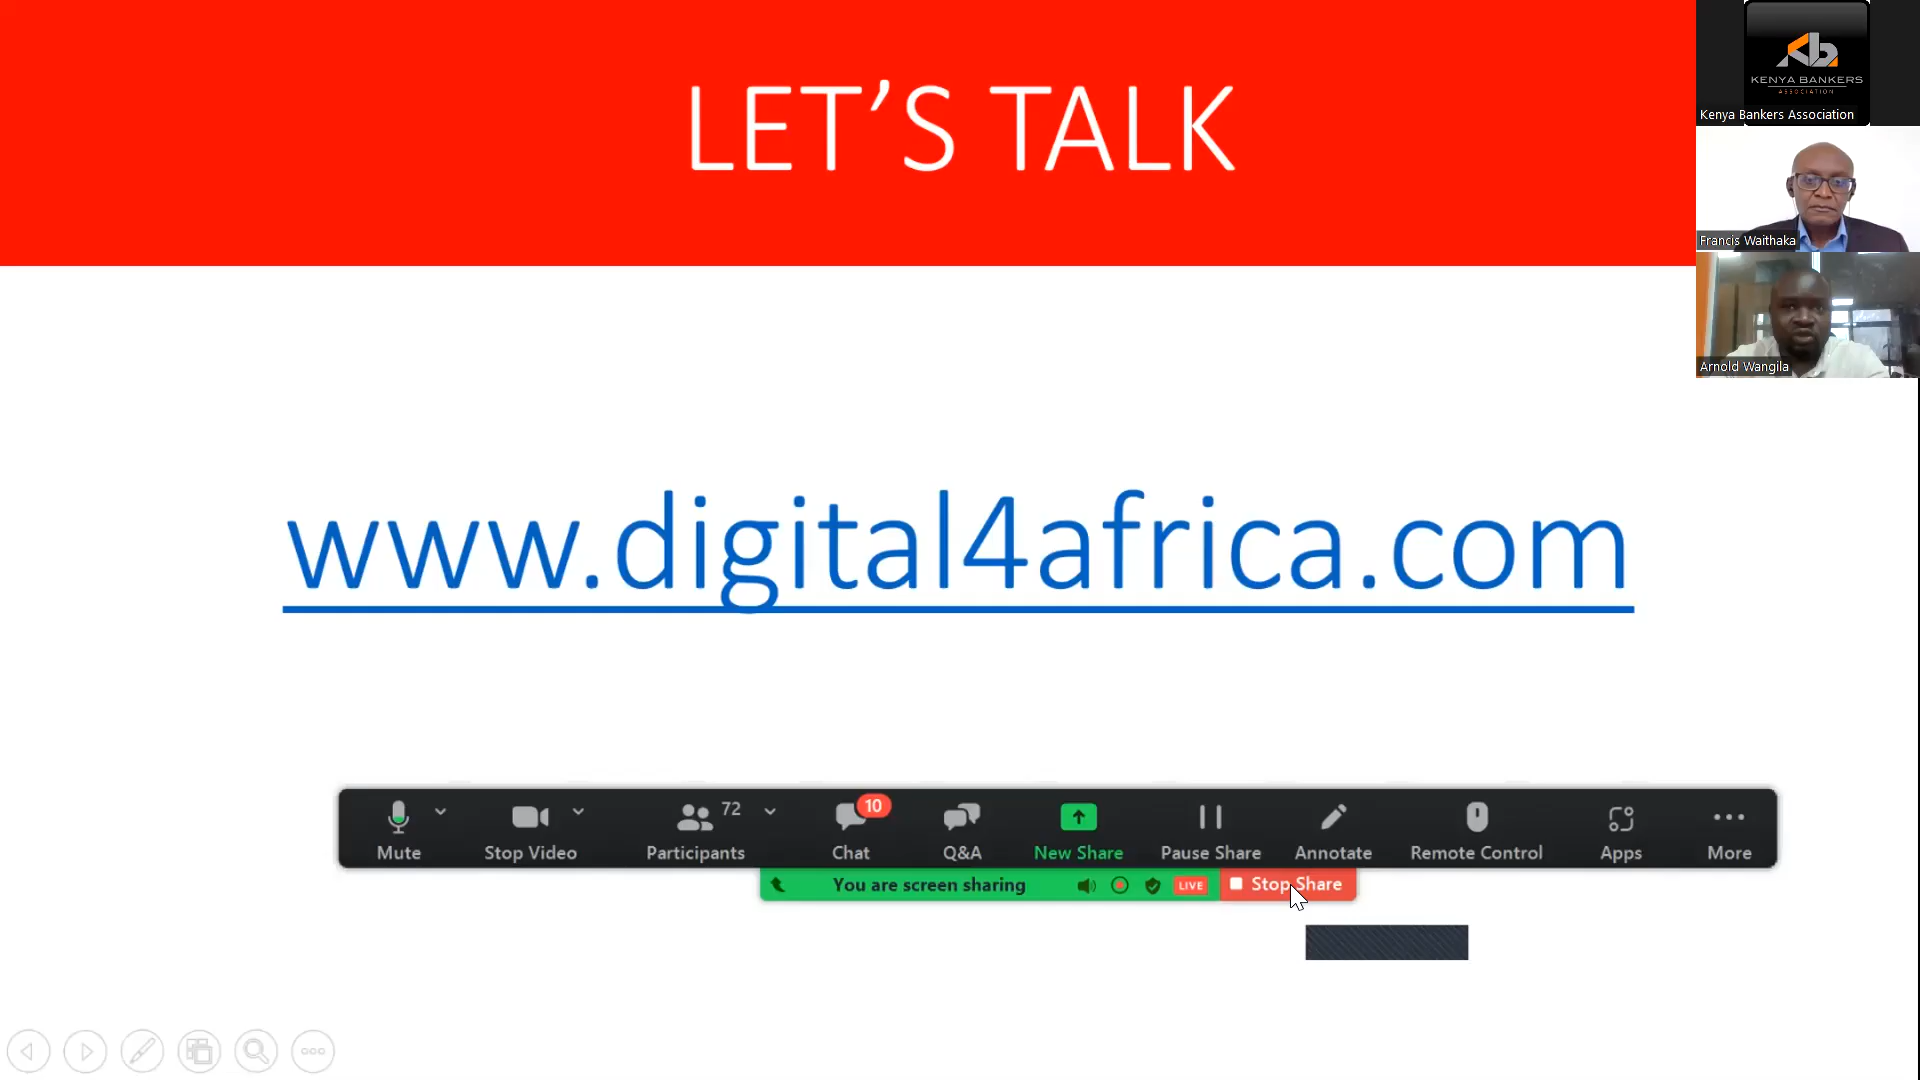 LET’S TALK
KENYA BANKERS
ASSOCIATION
Kenya Bankers Association
Francis Waithaka
Arnold Wangila
www.digital4africa.com
Mute
Stop Video
72
Participants
10
Chat
Q&A
New Share
Pause Share
Annotate
Remote Control
Apps
More
You are screen sharing
LIVE
Stop Share